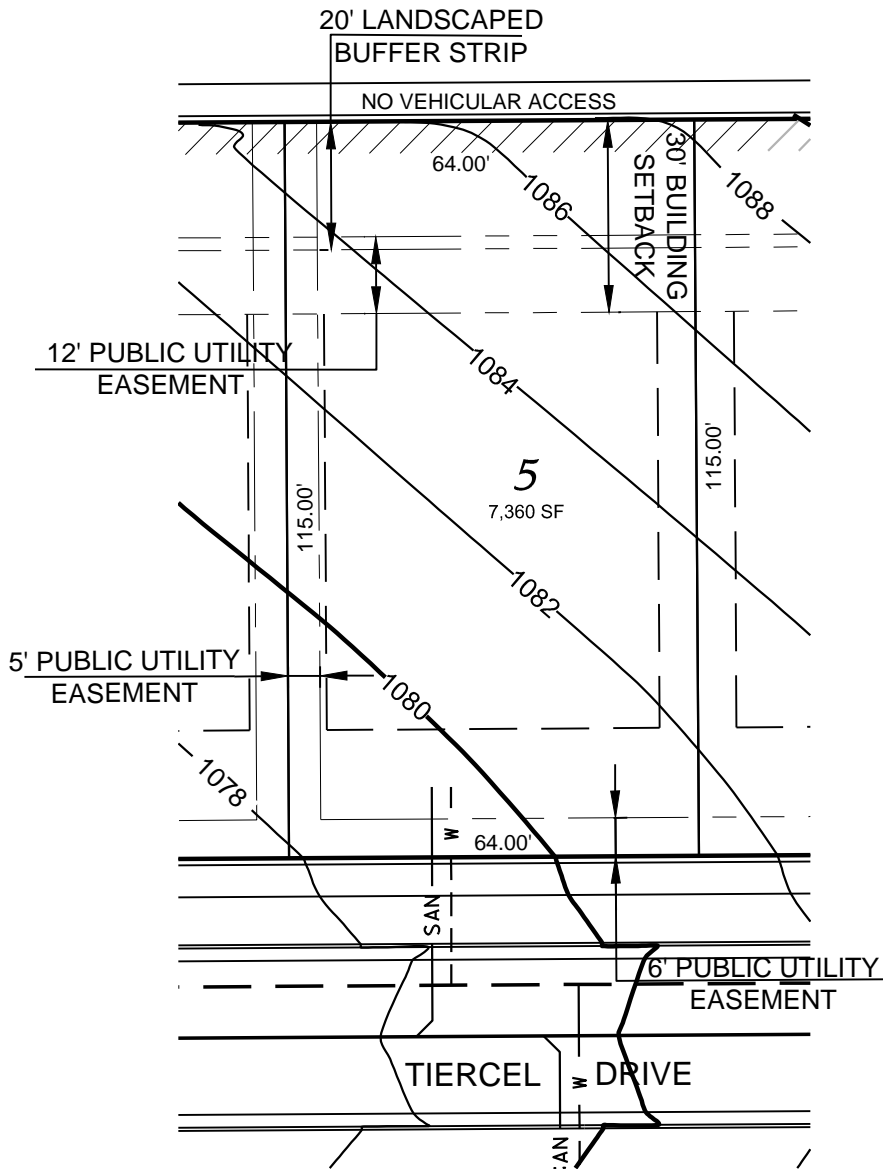 20' LANDSCAPED
BUFFER STRIP
NO VEHICULAR ACCESS
64.00'
30' BUILDING
SETBACK
1086
1088
12' PUBLIC UTILITY
EASEMENT
1084
5
7,360 SF
115.00'
115.00'
1082
5' PUBLIC UTILITY
EASEMENT
1080
1078
W
64.00'
SAN
6' PUBLIC UTILITY
EASEMENT
TIERCEL DRIVE
W